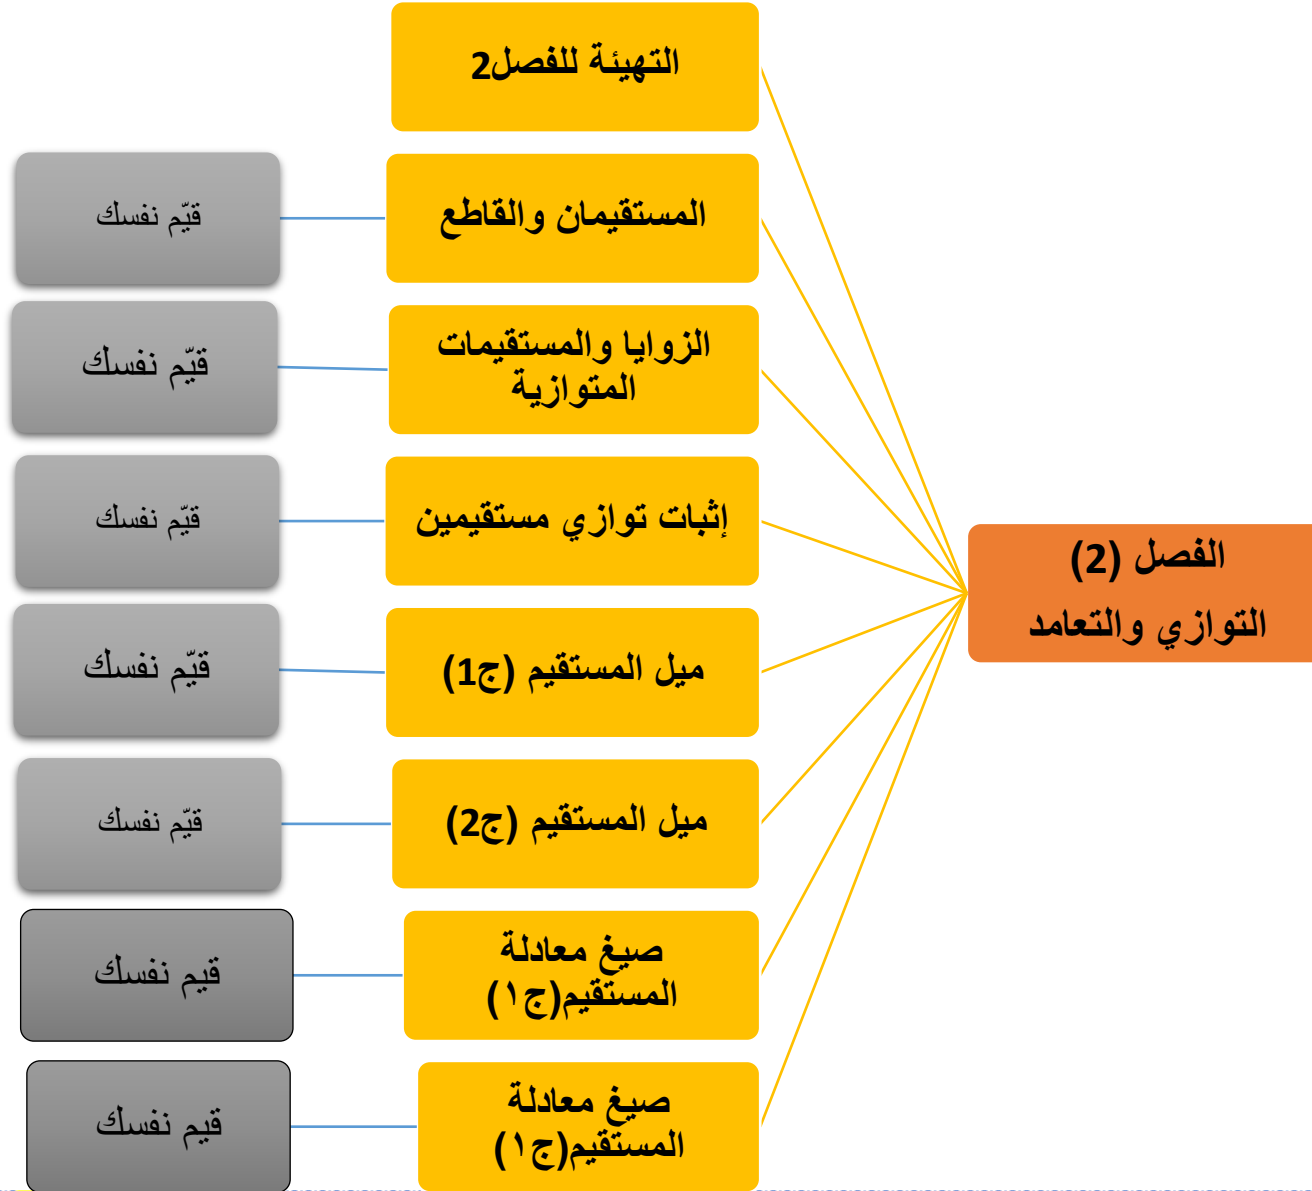 الفصل (2)
التوازي والتعامد
التهيئة للفصل2
المستقيمان والقاطع
قيّم نفسك
الزوايا والمستقيمات
المتوازية
قيّم نفسك
إثبات توازي مستقيمين
قيّم نفسك
ميل المستقيم (ج1)
قيّم نفسك
ميل المستقيم (ج2)
قيّم نفسك
صيغ معادلة
المستقيم(ج١)
قيم نفسك
صيغ معادلة
المستقيم(ج١)
قيم نفسك